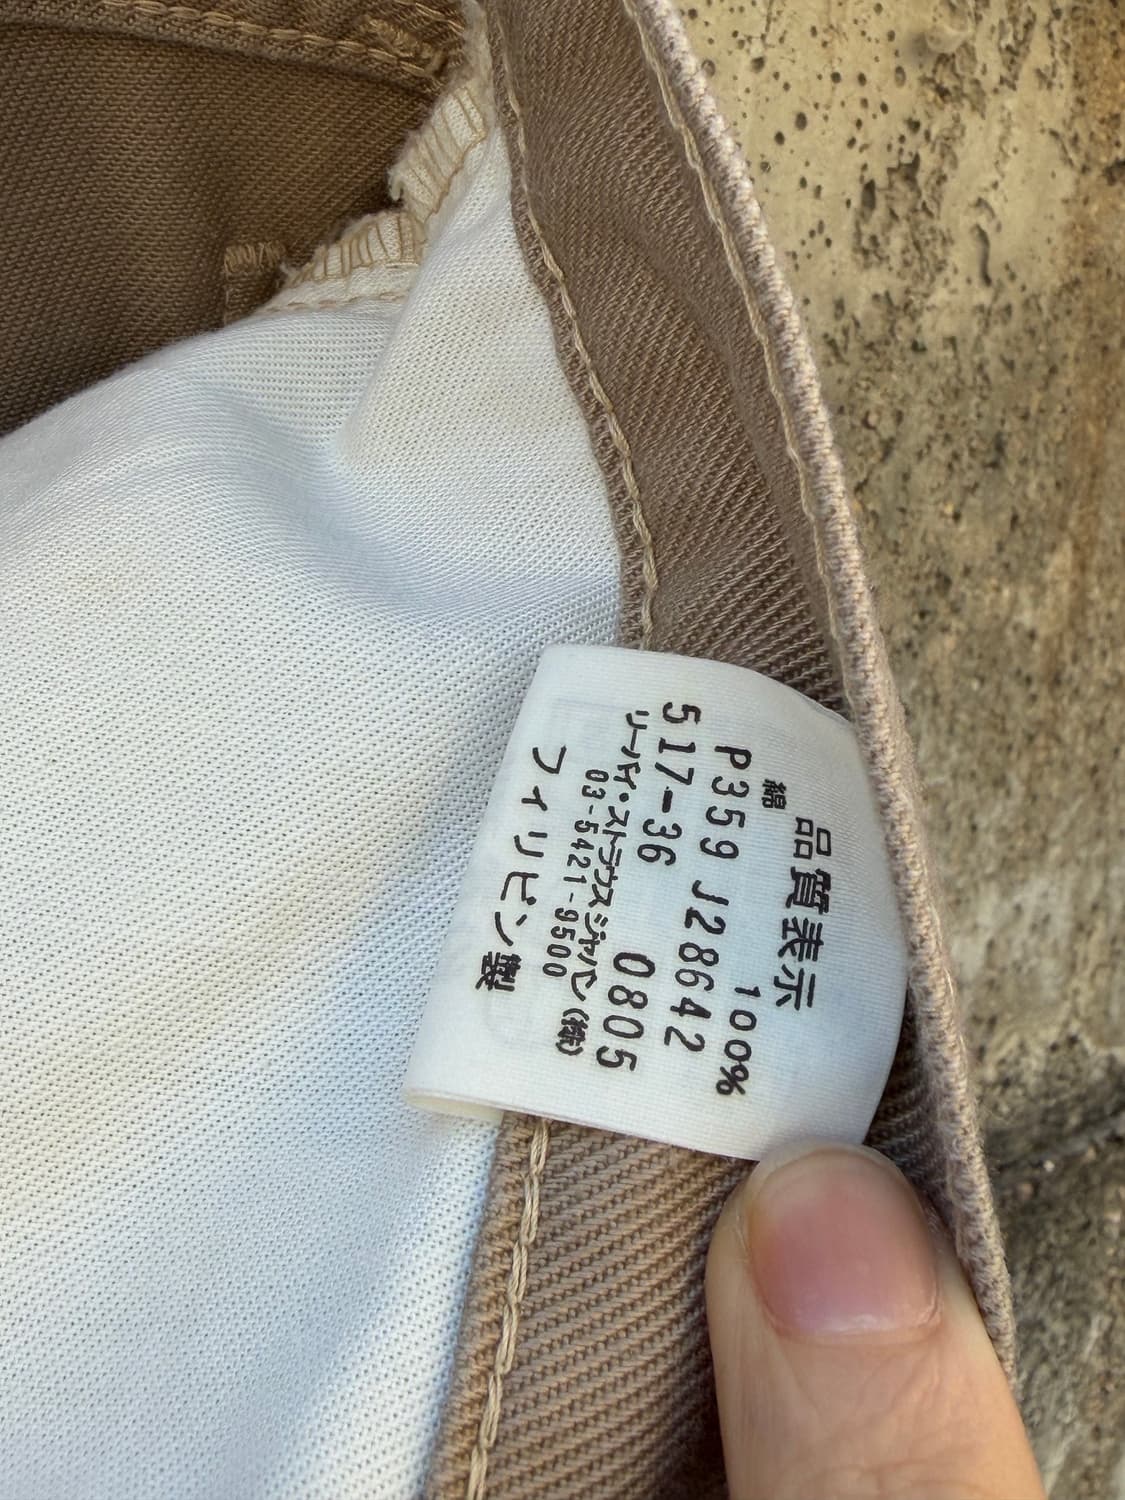 品質表示
綿 100%
P359 J28642
517-36 0805
リーバイ・ストラウスジャパン(株)
03-5421-9500
フィリピン製